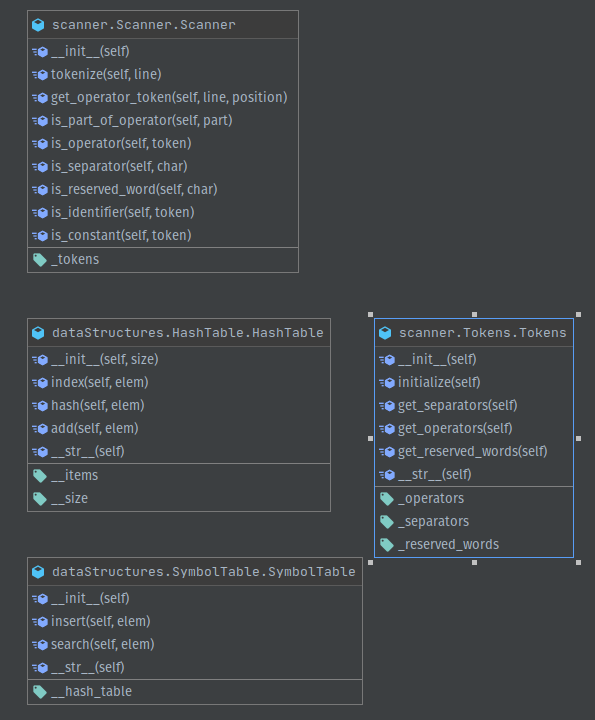 scanner.Scanner.Scanner
__init__(self)
tokenize(self, line)
get_operator_token(self, line, position)
is_part_of_operator(self, part)
is_operator(self, token)
is_separator(self, char)
is_reserved_word(self, char)
is_identifier(self, token)
is_constant(self, token)
_tokens
dataStructures.HashTable.HashTable
__init__(self, size)
index(self, elem)
hash(self, elem)
add(self, elem)
__str__(self)
__items
__size
scanner.Tokens.Tokens
__init__(self)
initialize(self)
get_separators(self)
get_operators(self)
get_reserved_words(self)
__str__(self)
_operators
_separators
_reserved_words
dataStructures.SymbolTable.SymbolTable
__init__(self)
insert(self, elem)
search(self, elem)
__str__(self)
__hash_table